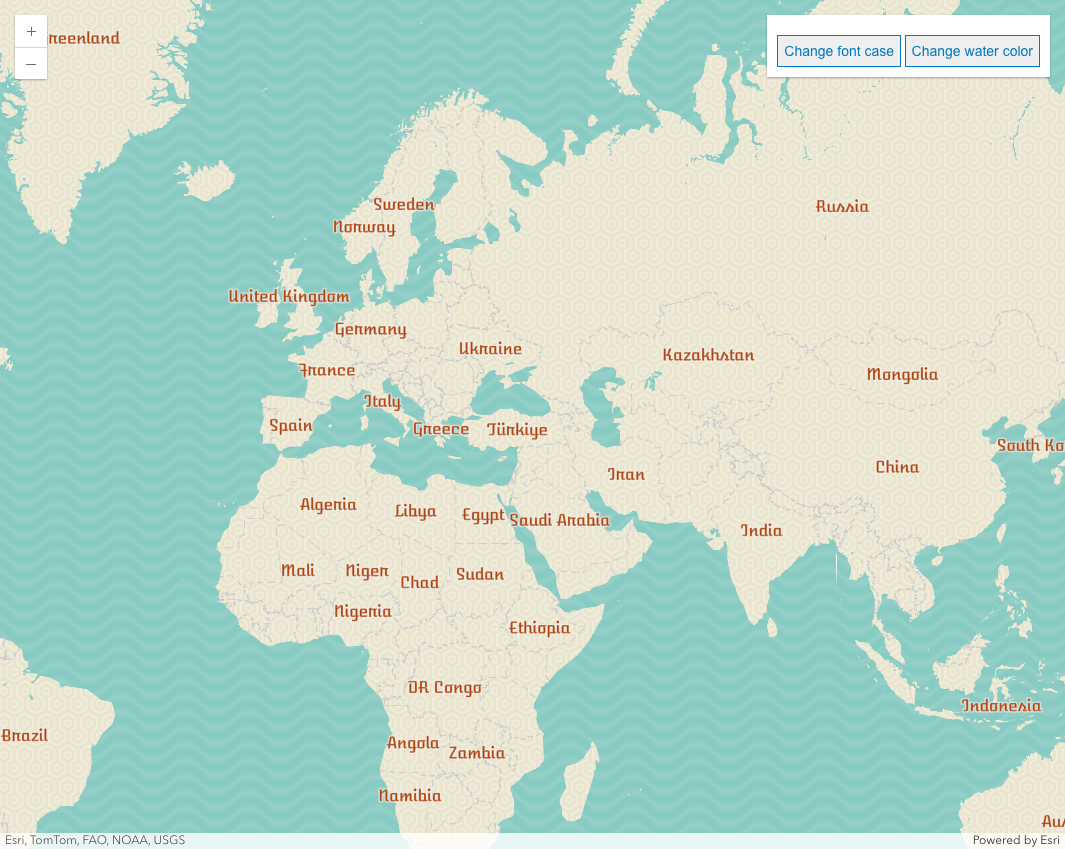 +
−
reenland
Change font case
Change water color
Sweden
Russia
Norway
United Kingdom
Germany
Ukraine
Kazakhstan
France
Mongolia
Italy
Spain
Greece
Türkiye
South Ko
China
Iran
Algeria
Libya
Egypt
Saudi Arabia
India
Mali
Niger
Chad
Sudan
Nigeria
Ethiopia
DR Congo
Indonesia
Brazil
Angola
Zambia
Namibia
Aus
Esri, TomTom, FAO, NOAA, USGS
Powered by Esri